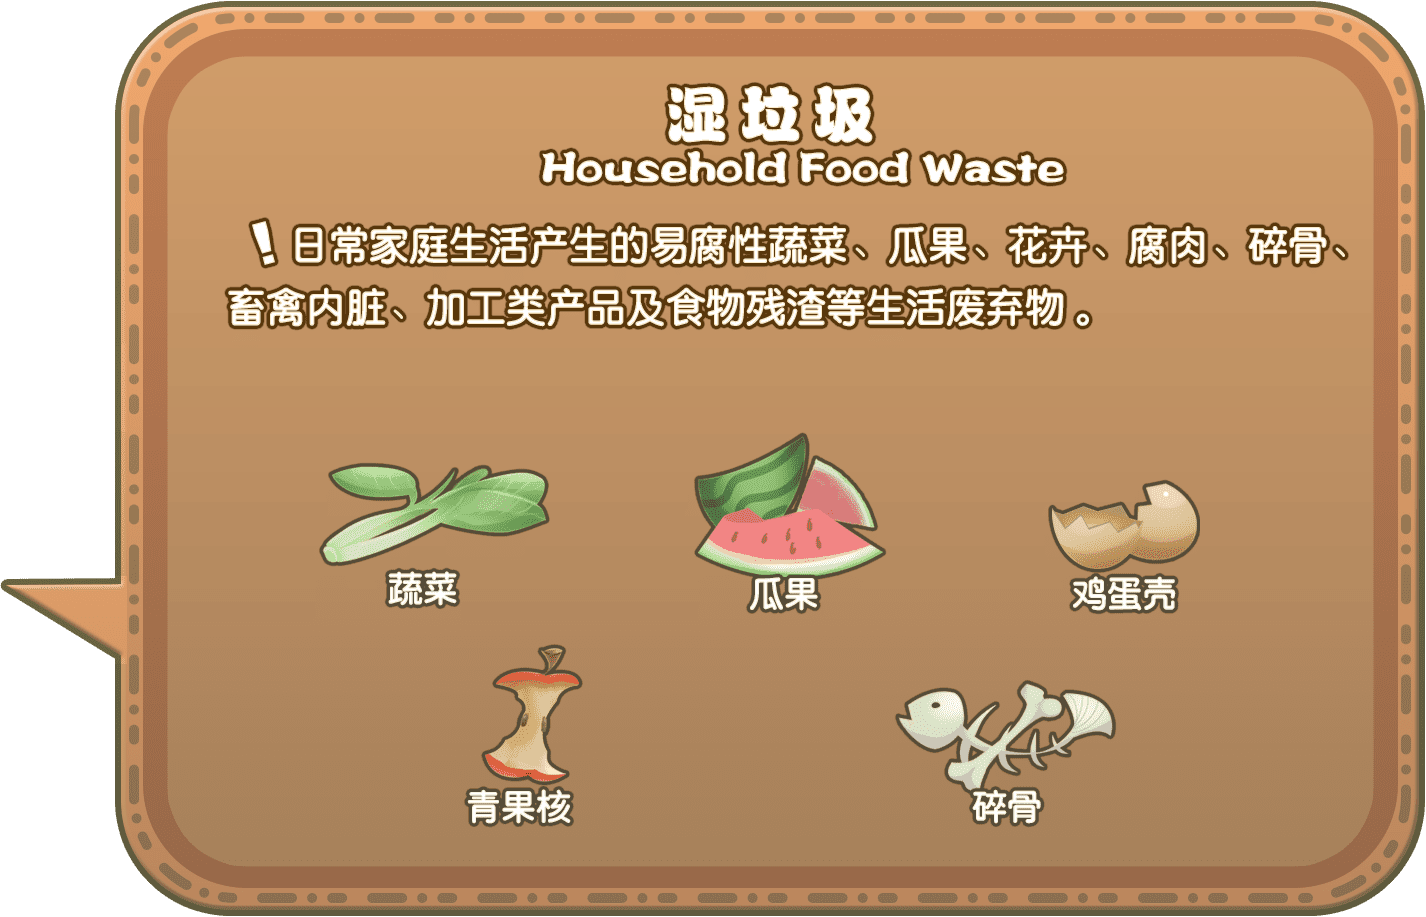 湿垃圾
Household Food Waste
！日常家庭生活产生的易腐性蔬菜、瓜果、花卉、腐肉、碎骨、
畜禽内脏、加工类产品及食物残渣等生活废弃物。
蔬菜
瓜果
鸡蛋壳
青果核
碎骨